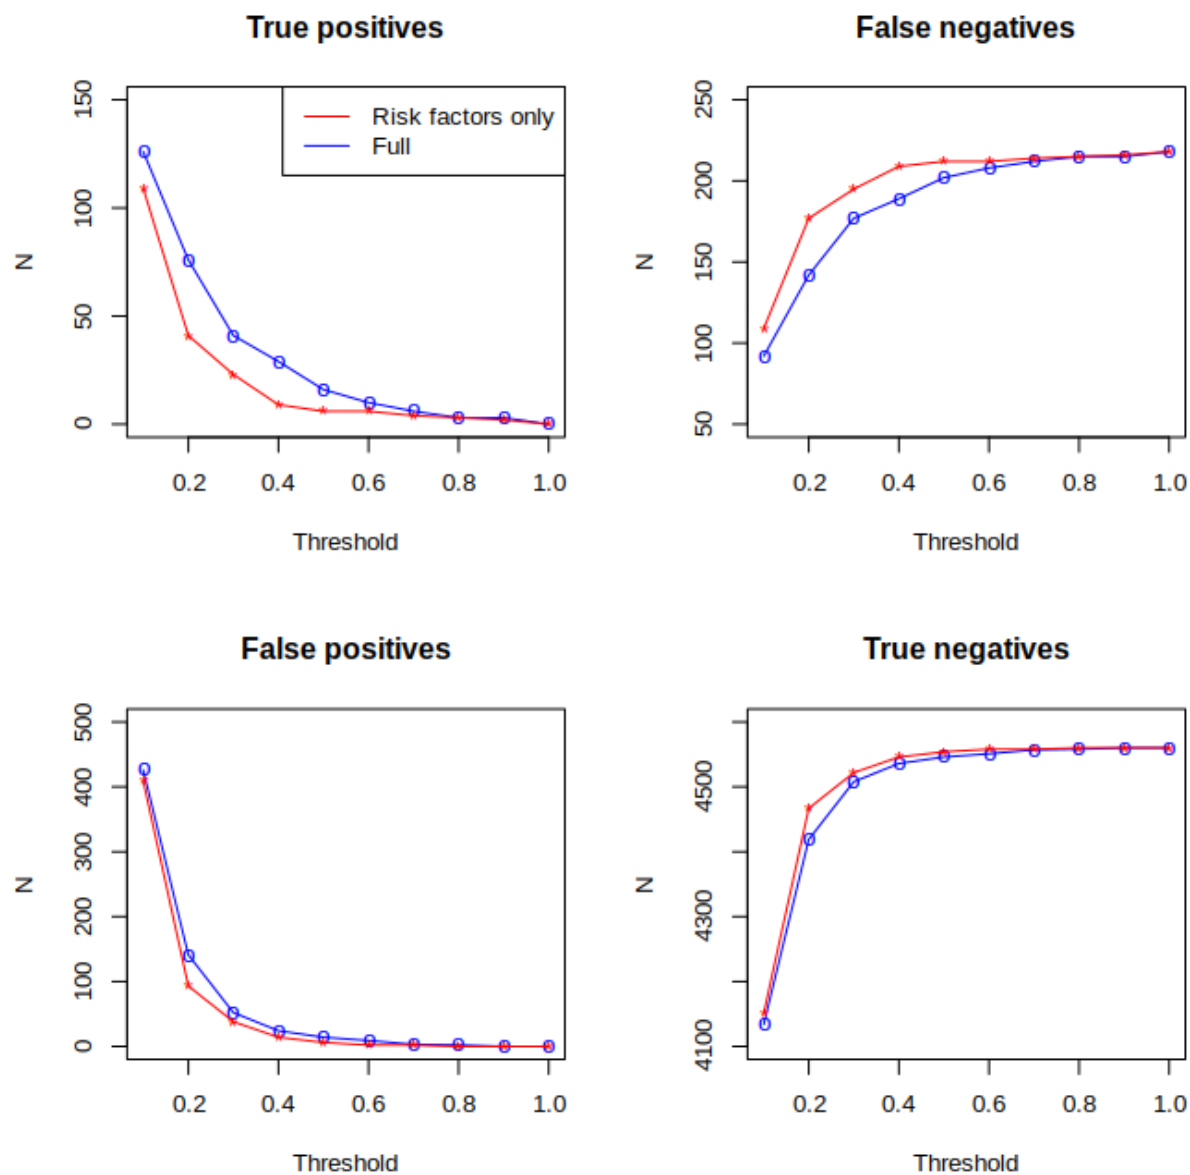 True positives
150
100
50
0
N
Risk factors only
Full
0.2 0.4 0.6 0.8 1.0
Threshold
False negatives
250
200
150
100
50
N
0.2 0.4 0.6 0.8 1.0
Threshold
False positives
500
400
300
200
100
0
N
0.2 0.4 0.6 0.8 1.0
Threshold
True negatives
4500
4300
4100
N
0.2 0.4 0.6 0.8 1.0
Threshold